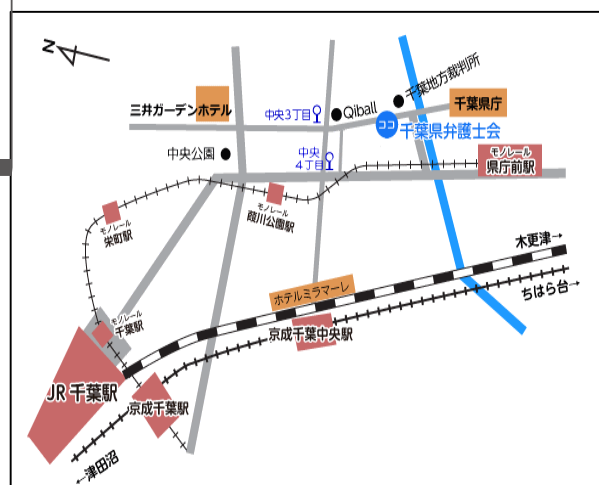 N
三井ガーデンホテル
中央3丁目
Qiball
千葉地方裁判所
千葉県庁
ココ
千葉県弁護士会
中央公園
中央
4丁目
モノレール
県庁前駅
モノレール
葭川公園駅
モノレール
栄町駅
木更津→
ちはら台→
ホテルミラマーレ
モノレール
千葉駅
京成千葉中央駅
JR 千葉駅
京成千葉駅
←津田沼